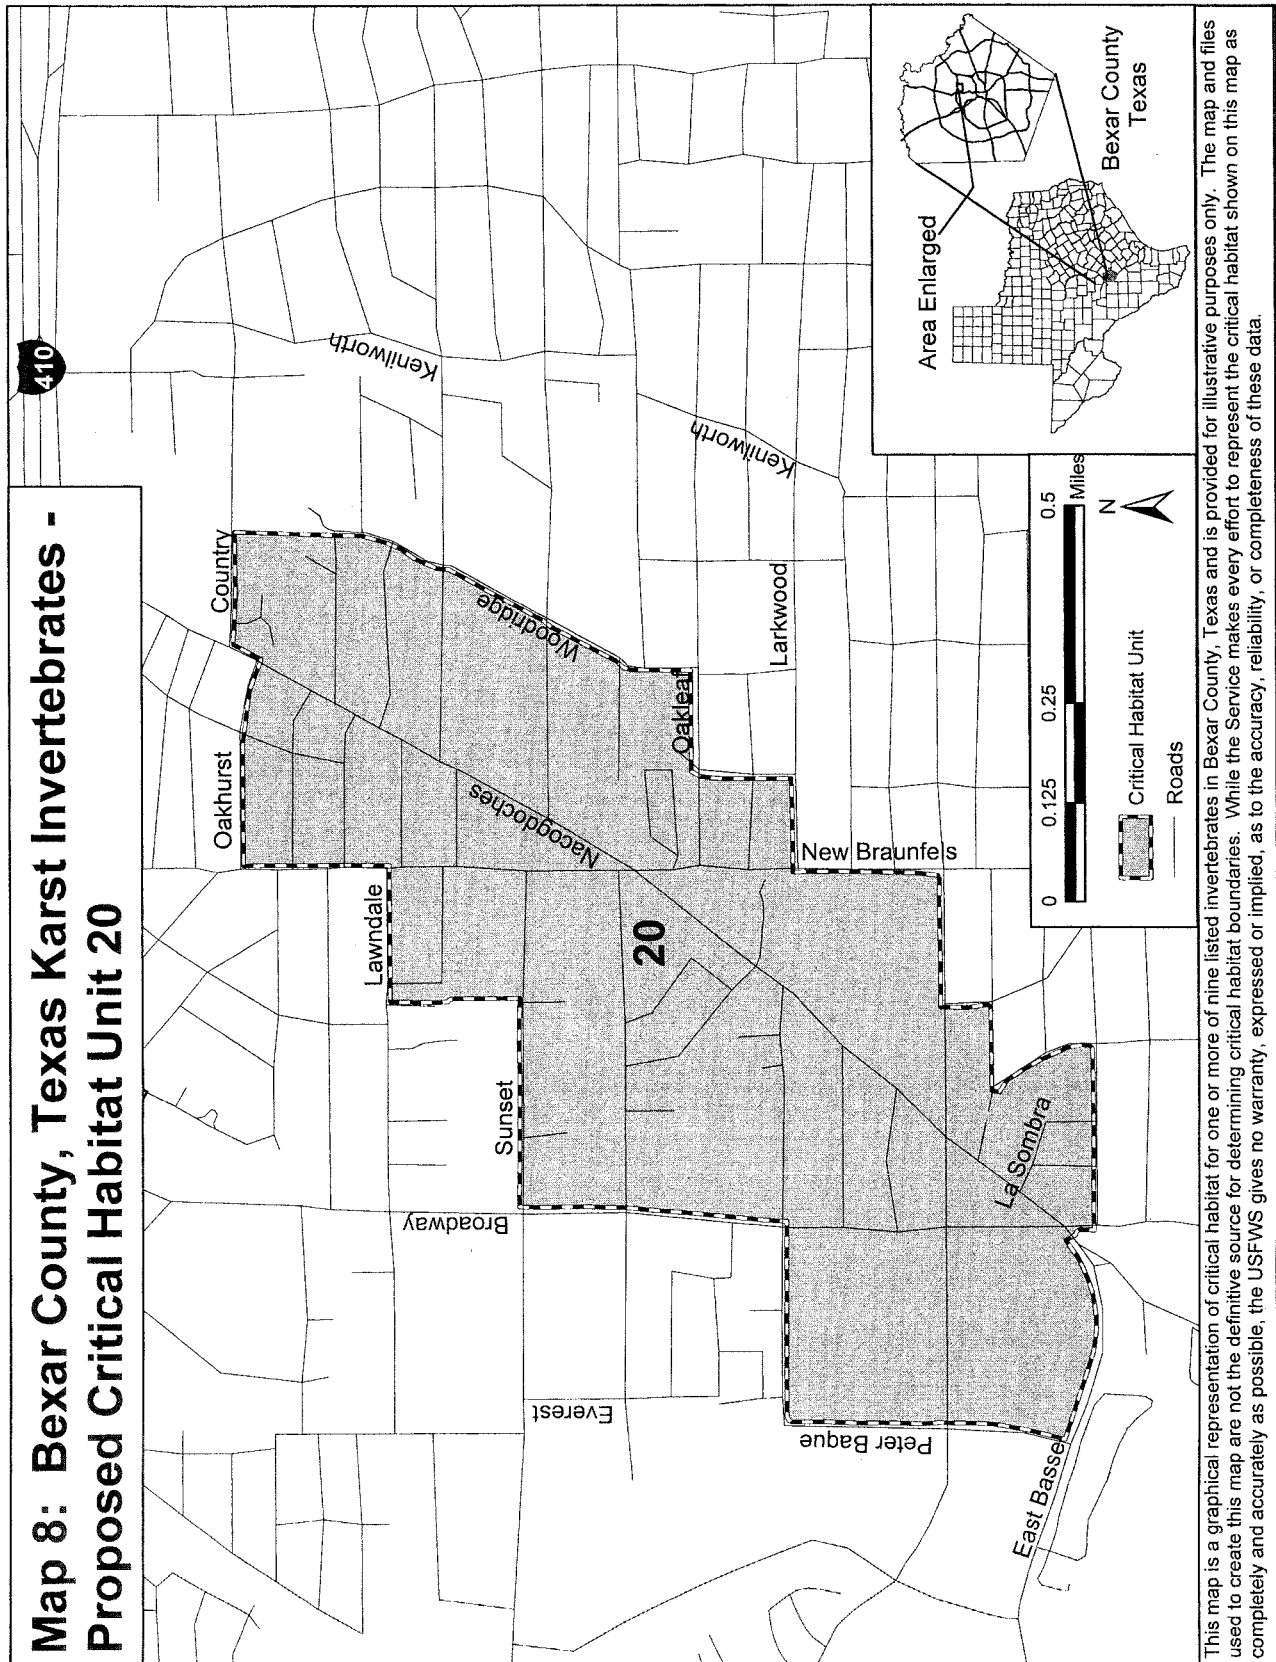 Map 8: Bexar County, Texas Karst Invertebrates -
Proposed Critical Habitat Unit 20
410
Country
Oakhurst
Lawndale
Sunset
Broadway
Everest
Peter Baque
East Basse
La Sombra
20
Nacogdoches
Woodridge
Oakleaf
New Braunfels
Larkwood
Kenilworth
Kenilworth
0 0.125 0.25 0.5
Miles
N
Critical Habitat Unit
Roads
Area Enlarged
Bexar County
Texas
This map is a graphical representation of critical habitat for one or more of nine listed invertebrates in Bexar County, Texas and is provided for illustrative purposes only. The map and files
used to create this map are not the definitive source for determining critical habitat boundaries. While the Service makes every effort to represent the critical habitat shown on this map as
completely and accurately as possible, the USFWS gives no warranty, expressed or implied, as to the accuracy, reliability, or completeness of these data.